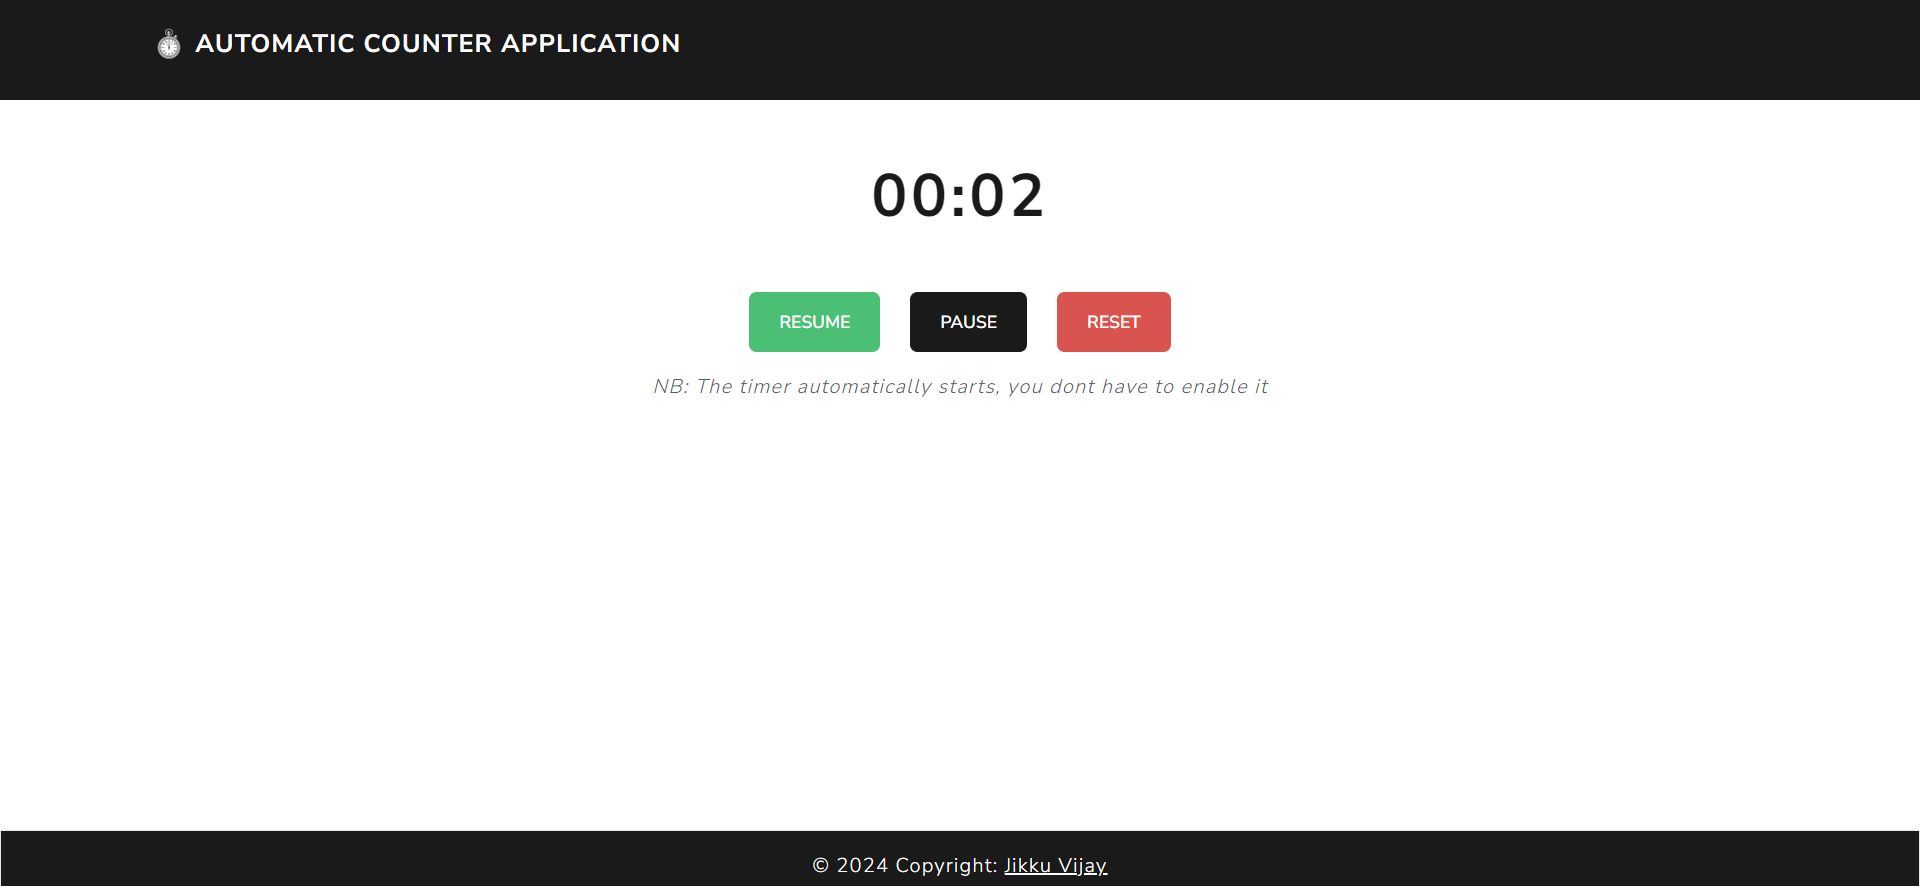 AUTOMATIC COUNTER APPLICATION
00:02
RESUME PAUSE RESET
NB: The timer automatically starts, you dont have to enable it
© 2024 Copyright: Jikku Vijay